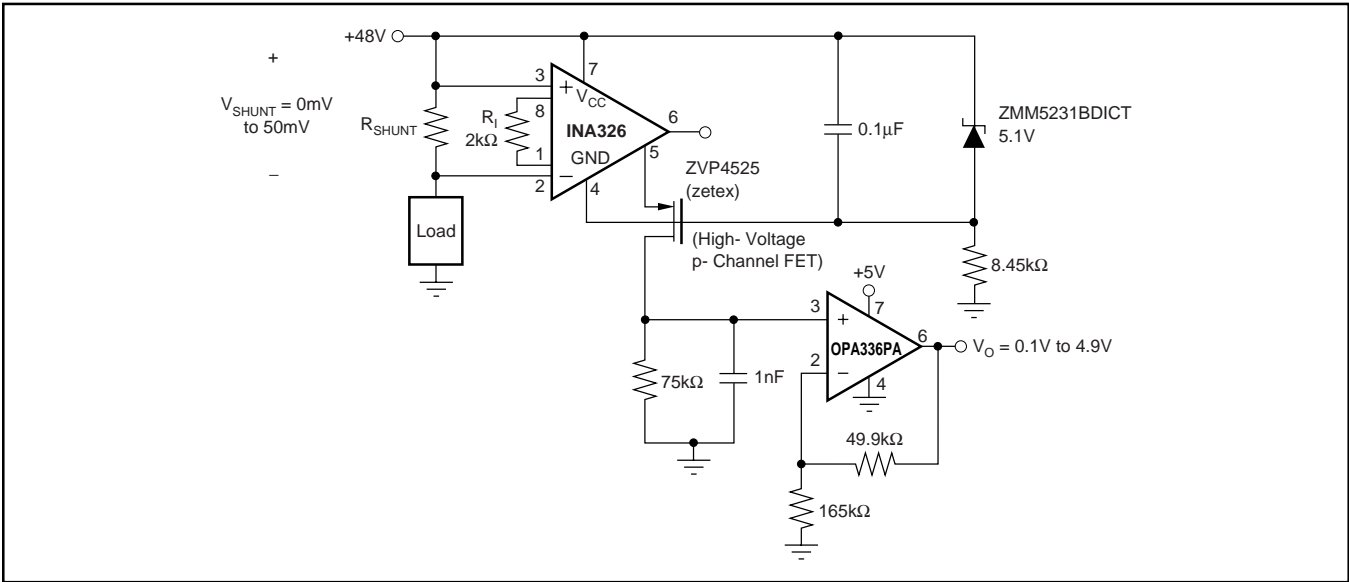 +48V
+
V_SHUNT = 0mV
to 50mV
−
R_SHUNT
Load
3
8
1
2
R_I
2kΩ
+
V_CC
7
INA326
GND
−
4
6
5
ZVP4525
(zetex)
(High- Voltage
p- Channel FET)
0.1µF
ZMM5231BDICT
5.1V
8.45kΩ
+5V
7
3
+
OPA336PA
2
−
4
6
V_O = 0.1V to 4.9V
75kΩ
1nF
49.9kΩ
165kΩ